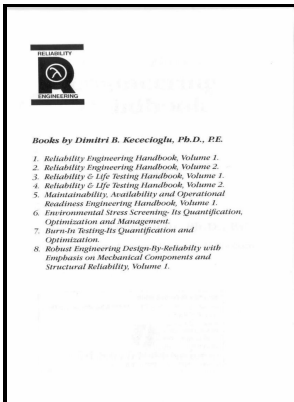 RELIABILITY
R
ENGINEERING
Books by Dimitri B. Kececioglu, Ph.D., P.E.
1. Reliability Engineering Handbook, Volume 1.
2. Reliability Engineering Handbook, Volume 2.
3. Reliability & Life Testing Handbook, Volume 1.
4. Reliability & LIfe Testing Handbook, Volume 2.
5. Maintainability, Availability and Operational
Readiness Engineering Handbook, Volume 1.
6. Environmental Stress Screening- Its Quantification,
Optimization and Management.
7. Burn-In Testing-Its Quantification and
Optimization.
8. Robust Engineering Design-By-Reliabilty with
Emphasis on Mechanical Components and
Structural Reliability, Volume 1.